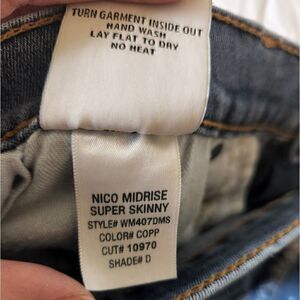 TURN GARMENT INSIDE OUT
HAND WASH
LAY FLAT TO DRY
NO HEAT
NICO MIDRISE
SUPER SKINNY
STYLE# WM407DMS
COLOR# COPP
CUT# 10970
SHADE# D